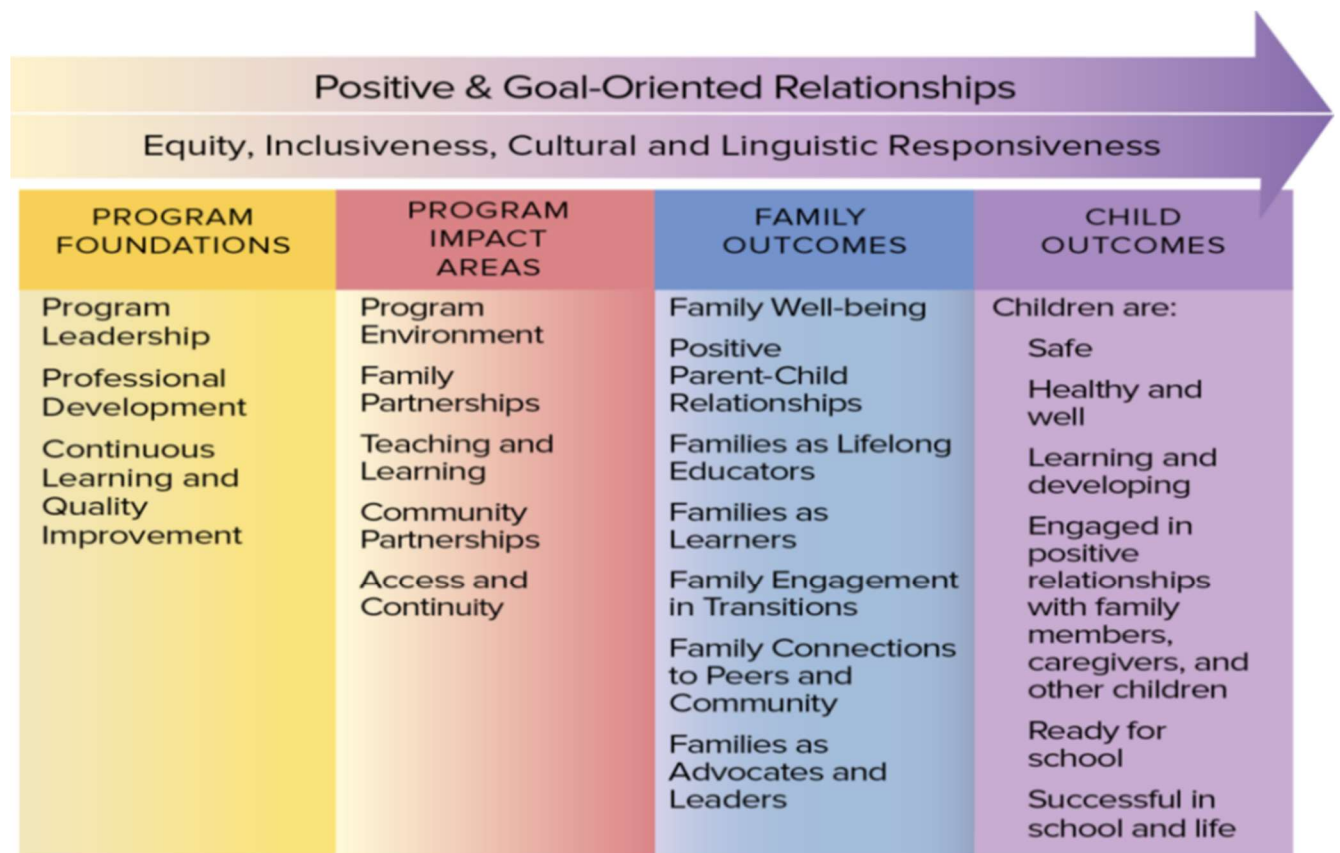 Positive & Goal-Oriented Relationships
Equity, Inclusiveness, Cultural and Linguistic Responsiveness
PROGRAM
FOUNDATIONS
Program
Leadership
Professional
Development
Continuous
Learning and
Quality
Improvement
PROGRAM
IMPACT
AREAS
Program
Environment
Family
Partnerships
Teaching and
Learning
Community
Partnerships
Access and
Continuity
FAMILY
OUTCOMES
Family Well-being
Positive
Parent-Child
Relationships
Families as Lifelong
Educators
Families as
Learners
Family Engagement
in Transitions
Family Connections
to Peers and
Community
Families as
Advocates and
Leaders
CHILD
OUTCOMES
Children are:
Safe
Healthy and
well
Learning and
developing
Engaged in
positive
relationships
with family
members,
caregivers, and
other children
Ready for
school
Successful in
school and life